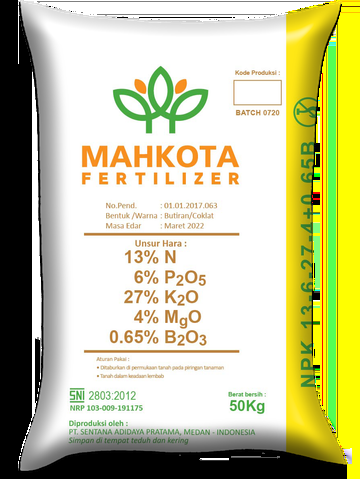 Kode Produksi :
BATCH 0720
MAHKOTA
FERTILIZER
No.Pend. : 01.01.2017.063
Bentuk /Warna : Butiran/Coklat
Masa Edar : Maret 2022
Unsur Hara :
13% N
6% P₂O₅
27% K₂O
4% MgO
0.65% B₂O₃
Aturan Pakai :
• Ditaburkan di permukaan tanah pada piringan tanaman
• Tanah dalam keadaan lembab
SNI 2803:2012
NRP 103-009-191175
Berat bersih :
50Kg
Diproduksi oleh :
PT. SENTANA ADIDAYA PRATAMA, MEDAN - INDONESIA
Simpan di tempat teduh dan kering
NPK 13-6-27-4+0.65B